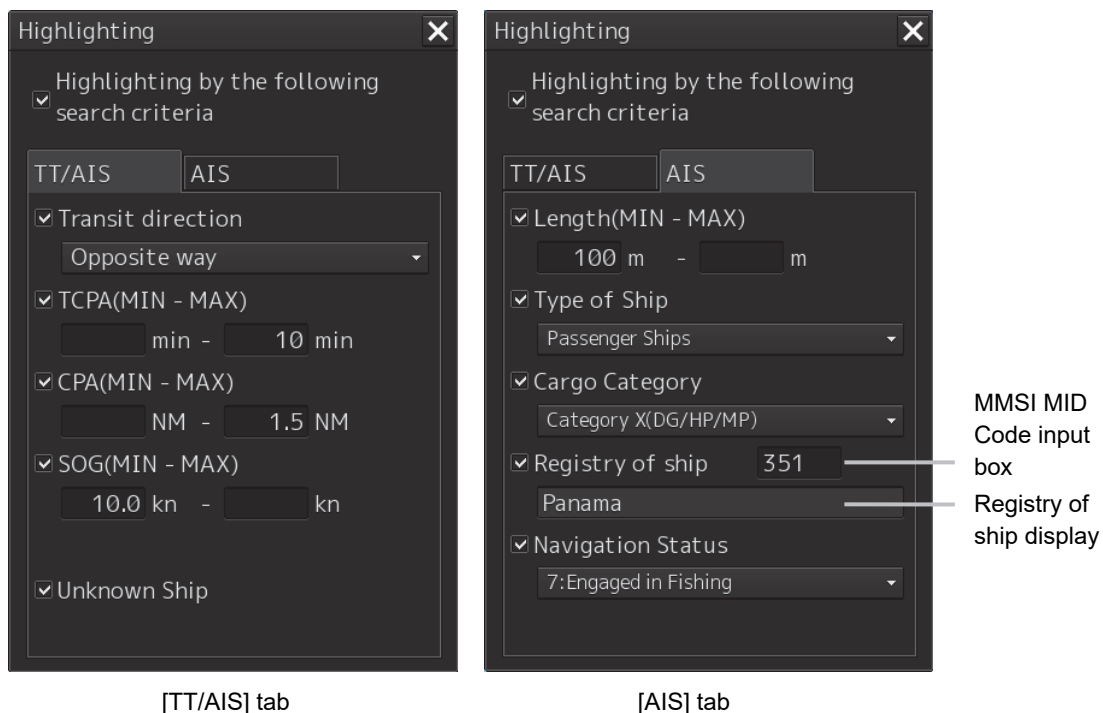 Highlighting
Highlighting by the following
search criteria
TT/AIS
AIS
Transit direction
Opposite way
TCPA(MIN - MAX)
min - 10 min
CPA(MIN - MAX)
NM - 1.5 NM
SOG(MIN - MAX)
10.0 kn - kn
Unknown Ship
[TT/AIS] tab
Highlighting
Highlighting by the following
search criteria
TT/AIS
AIS
Length(MIN - MAX)
100 m - m
Type of Ship
Passenger Ships
Cargo Category
Category X(DG/HP/MP)
Registry of ship 351
Panama
Navigation Status
7:Engaged in Fishing
[AIS] tab
MMSI MID
Code input
box
Registry of
ship display